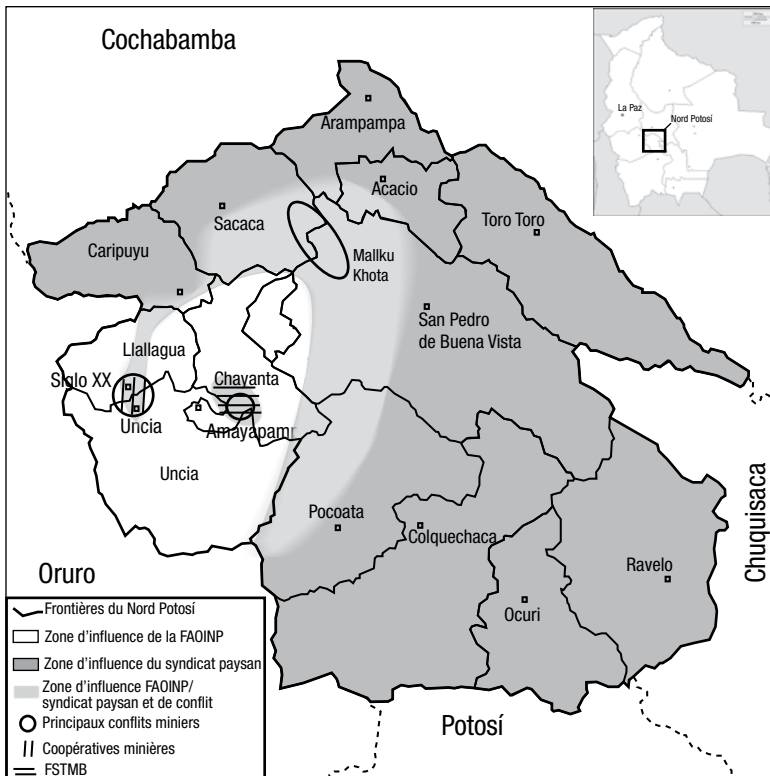 Cochabamba
La Paz
Nord Potosí
Arampampa
Acacio
Toro Toro
Sacaca
Caripuyu
Mallku
Khota
San Pedro
de Buena Vista
Llallagua
Siglo XX
Chayanta
Uncia
Amayapamr
Uncia
Pocoata
Colquechaca
Chuquisaca
Ravelo
Ocuri
Oruro
Potosí
Frontières du Nord Potosí
Zone d'influence de la FAOINP
Zone d'influence du syndicat paysan
Zone d'influence FAOINP/
syndicat paysan et de conflit
Principaux conflits miniers
Coopératives minières
FSTMB